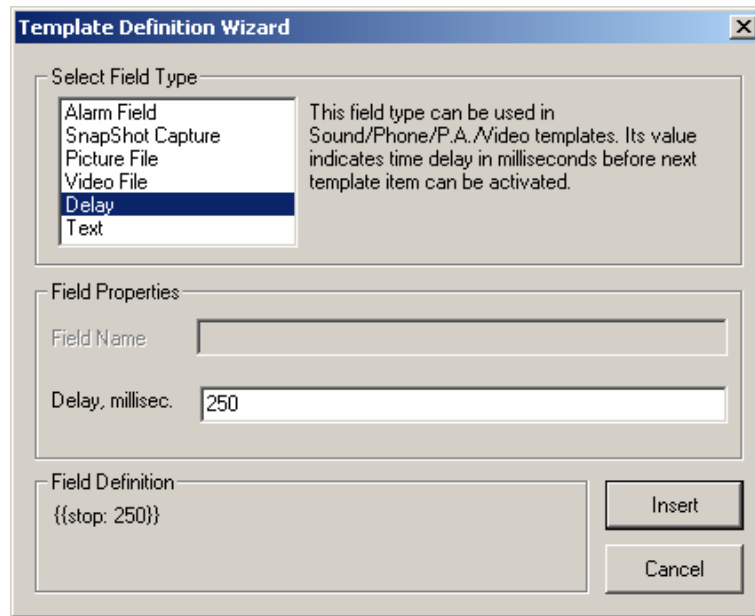 Template Definition Wizard
Select Field Type
Alarm Field
SnapShot Capture
Picture File
Video File
Delay
Text
This field type can be used in
Sound/Phone/P.A./Video templates. Its value
indicates time delay in milliseconds before next
template item can be activated.
Field Properties
Field Name
Delay, millisec.
250
Field Definition
{{stop: 250}}
Insert
Cancel